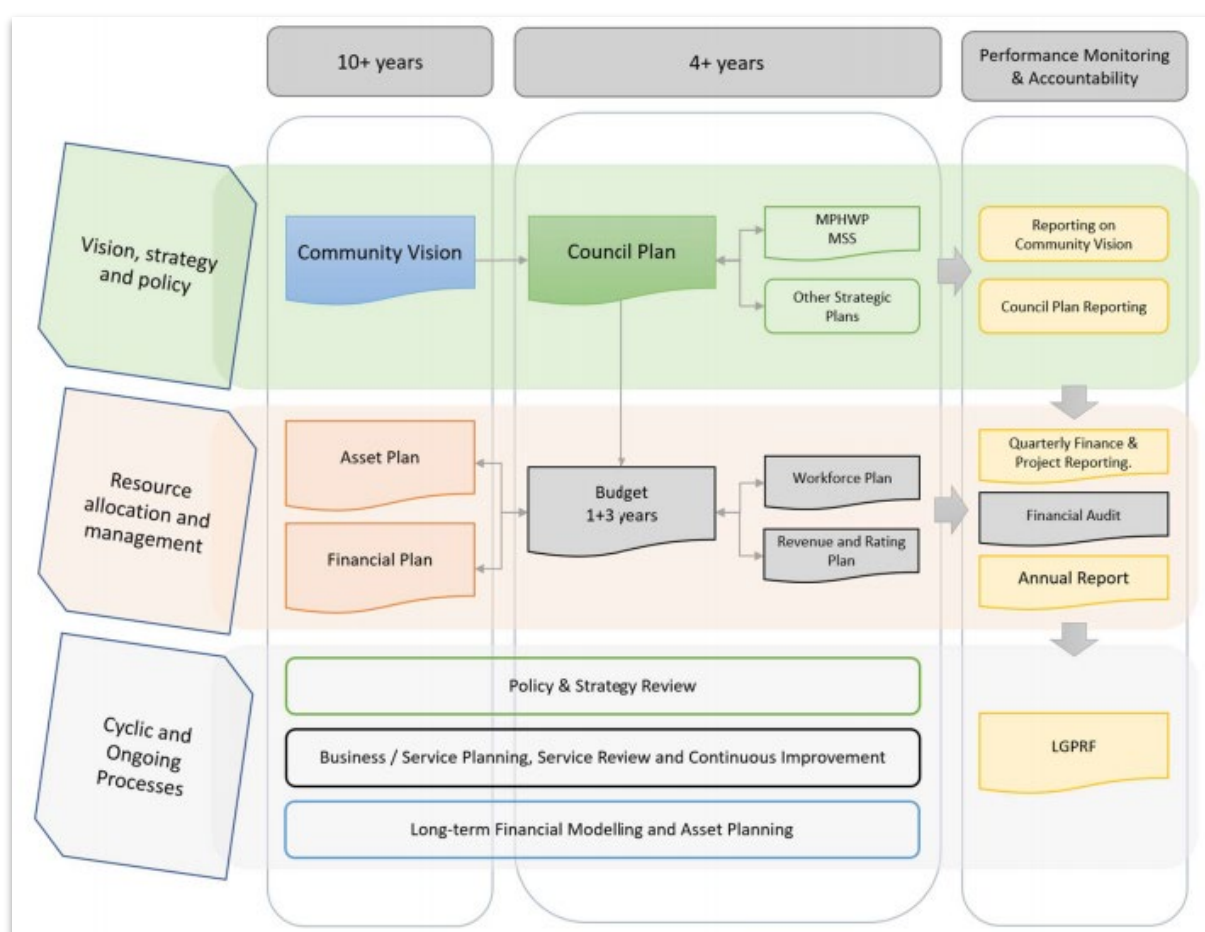 10+ years
4+ years
Performance Monitoring
& Accountability
Vision, strategy
and policy
Community Vision
Council Plan
MPHWP
MSS
Other Strategic
Plans
Reporting on
Community Vision
Council Plan Reporting
Resource
allocation and
management
Asset Plan
Financial Plan
Budget
1+3 years
Workforce Plan
Revenue and Rating
Plan
Quarterly Finance &
Project Reporting.
Financial Audit
Annual Report
Cyclic and
Ongoing
Processes
Policy & Strategy Review
Business / Service Planning, Service Review and Continuous Improvement
Long-term Financial Modelling and Asset Planning
LGPRF